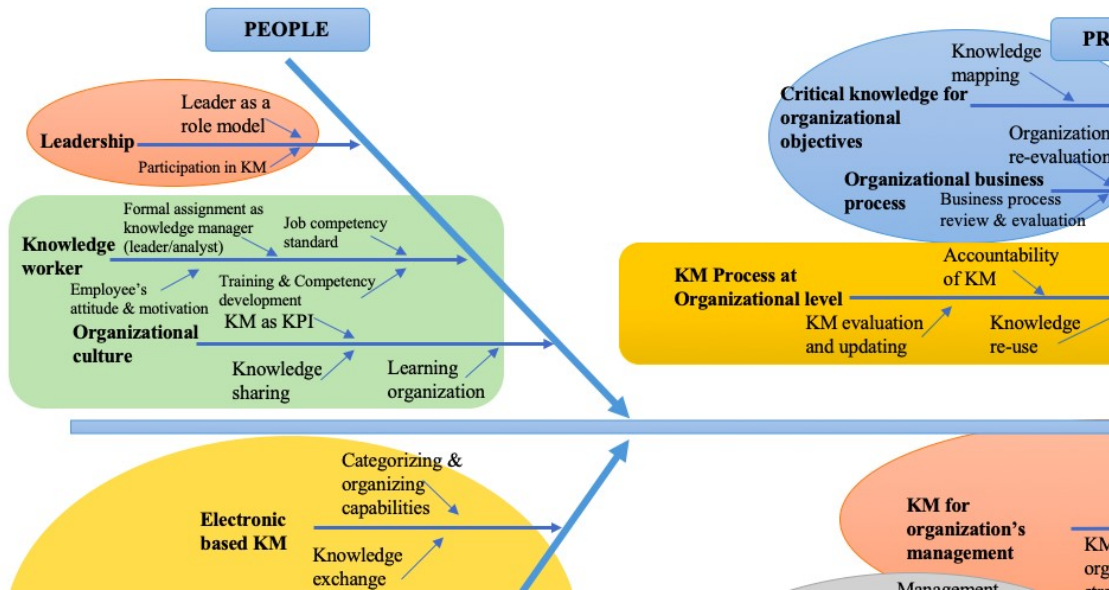 PEOPLE
Leadership
Leader as a
role model
Participation in KM
Knowledge
worker
Formal assignment as
knowledge manager
(leader/analyst)
Job competency
standard
Employee's
attitude & motivation
Training & Competency
development
Organizational
culture
KM as KPI
Knowledge
sharing
Learning
organization
PR
Critical knowledge for
organizational
objectives
Knowledge
mapping
Organizational business
process
Organization
re-evaluation
Business process
review & evaluation
KM Process at
Organizational level
Accountability
of KM
KM evaluation
and updating
Knowledge
re-use
Electronic
based KM
Categorizing &
organizing
capabilities
Knowledge
exchange
KM for
organization's
management
KM
orga
Management